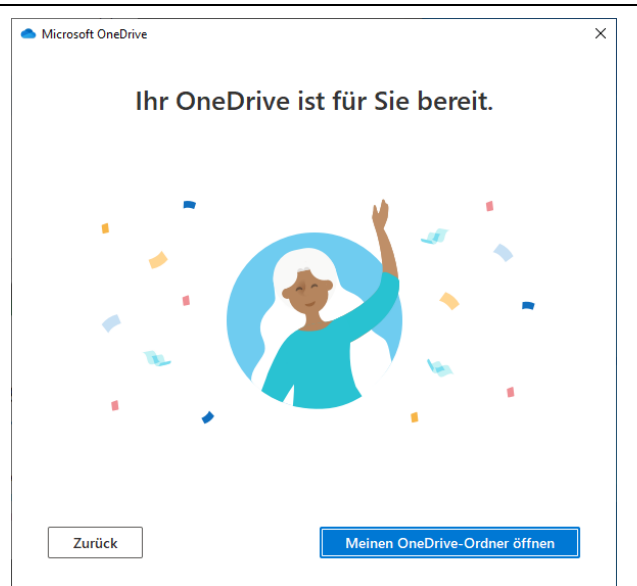 Microsoft OneDrive
Ihr OneDrive ist für Sie bereit.
Zurück
Meinen OneDrive-Ordner öffnen